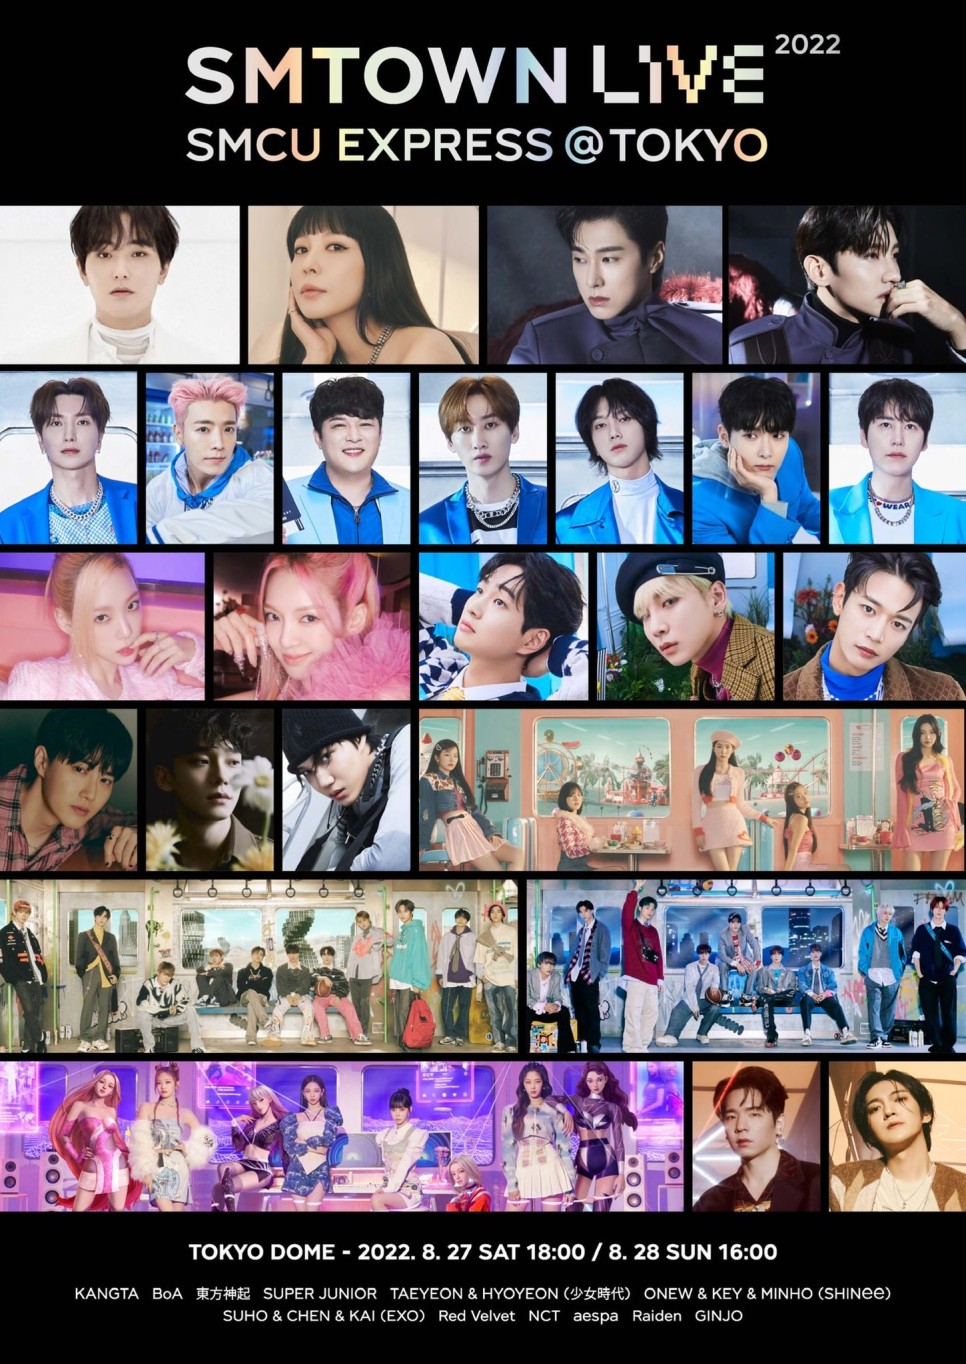 SMTOWN LIVE 2022
SMCU EXPRESS @TOKYO
WEAR
TOKYO DOME - 2022. 8. 27 SAT 18:00 / 8. 28 SUN 16:00
KANGTA BoA 東方神起 SUPER JUNIOR TAEYEON & HYOYEON (少女時代) ONEW & KEY & MINHO (SHINee)
SUHO & CHEN & KAI (EXO) Red Velvet NCT aespa Raiden GINJO